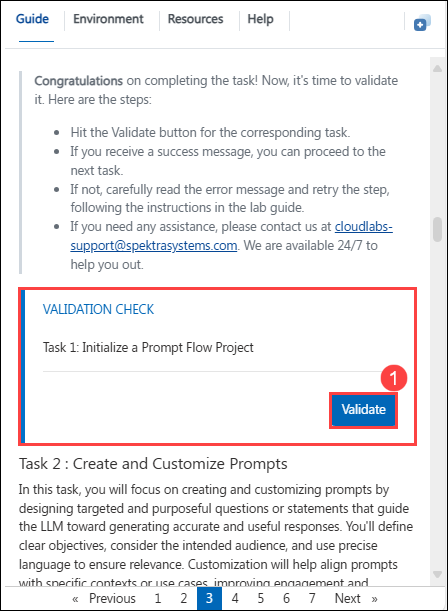 Guide Environment Resources Help
Congratulations on completing the task! Now, it's time to validate
it. Here are the steps:
• Hit the Validate button for the corresponding task.
• If you receive a success message, you can proceed to the
next task.
• If not, carefully read the error message and retry the step,
following the instructions in the lab guide.
• If you need any assistance, please contact us at cloudlabs-
support@spektrasystems.com. We are available 24/7 to
help you out.
VALIDATION CHECK
Task 1: Initialize a Prompt Flow Project
1
Validate
Task 2 : Create and Customize Prompts
In this task, you will focus on creating and customizing prompts by
designing targeted and purposeful questions or statements that guide
the LLM toward generating accurate and useful responses. You'll define
clear objectives, consider the intended audience, and use precise
language to ensure relevance. Customization will help align prompts
with specific contexts or use cases, improving engagement and
« Previous 1 2 3 4 5 6 7 Next »